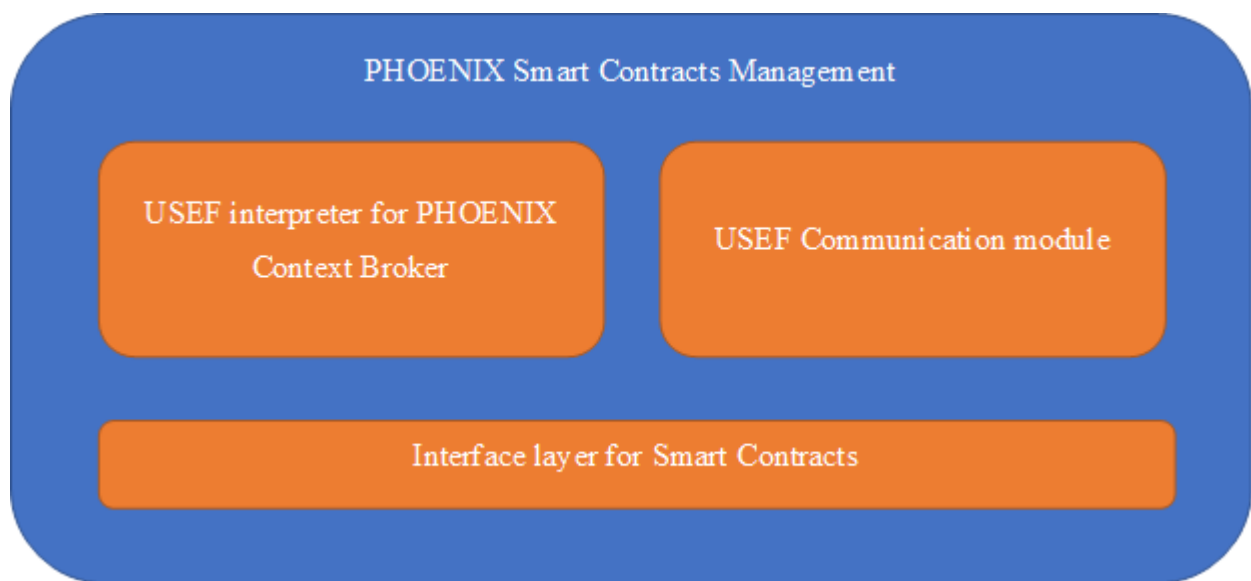 PHOENIX Smart Contracts Management
USEF interpreter for PHOENIX
Context Broker
USEF Communication module
Interface layer for Smart Contracts